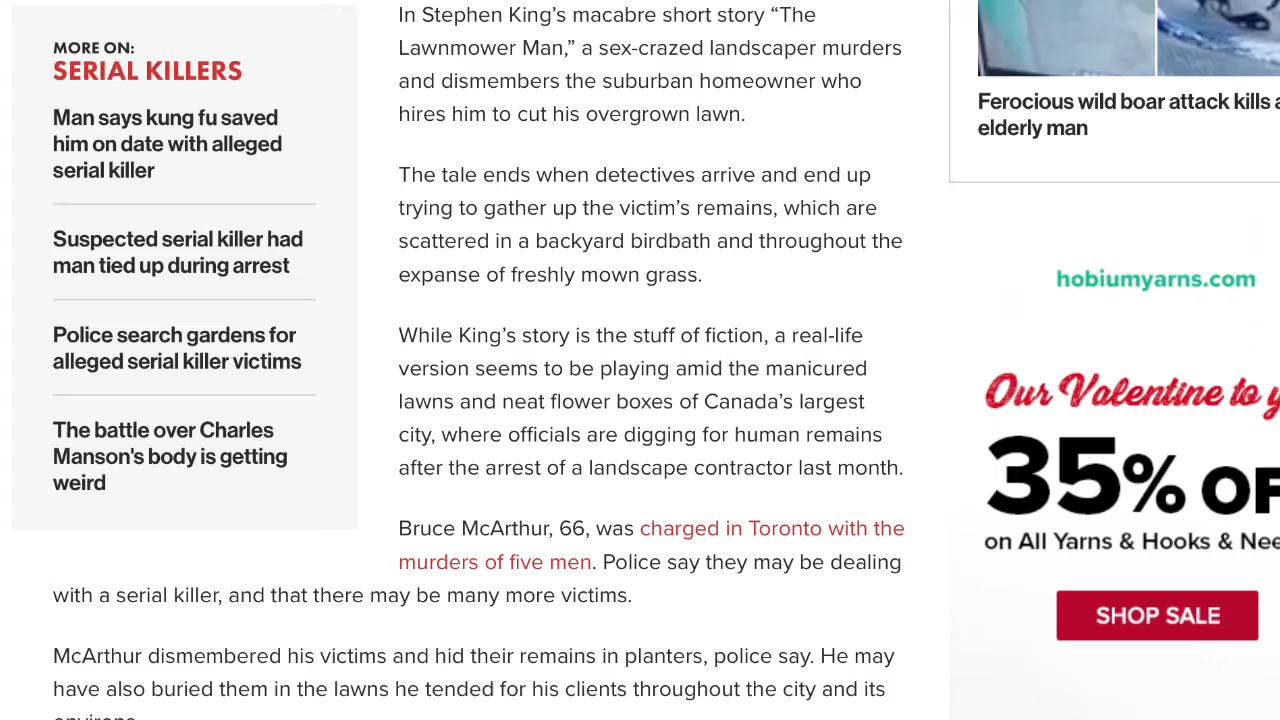 MORE ON:
SERIAL KILLERS
Man says kung fu saved
him on date with alleged
serial killer
Suspected serial killer had
man tied up during arrest
Police search gardens for
alleged serial killer victims
The battle over Charles
Manson's body is getting
weird
In Stephen King’s macabre short story “The
Lawnmower Man,” a sex-crazed landscaper murders
and dismembers the suburban homeowner who
hires him to cut his overgrown lawn.
The tale ends when detectives arrive and end up
trying to gather up the victim’s remains, which are
scattered in a backyard birdbath and throughout the
expanse of freshly mown grass.
While King’s story is the stuff of fiction, a real-life
version seems to be playing amid the manicured
lawns and neat flower boxes of Canada’s largest
city, where officials are digging for human remains
after the arrest of a landscape contractor last month.
Bruce McArthur, 66, was charged in Toronto with the
murders of five men. Police say they may be dealing
with a serial killer, and that there may be many more victims.
McArthur dismembered his victims and hid their remains in planters, police say. He may
have also buried them in the lawns he tended for his clients throughout the city and its
Ferocious wild boar attack kills
elderly man
hobiumyarns.com
Our Valentine to
35% OF
on All Yarns & Hooks & Nee
SHOP SALE